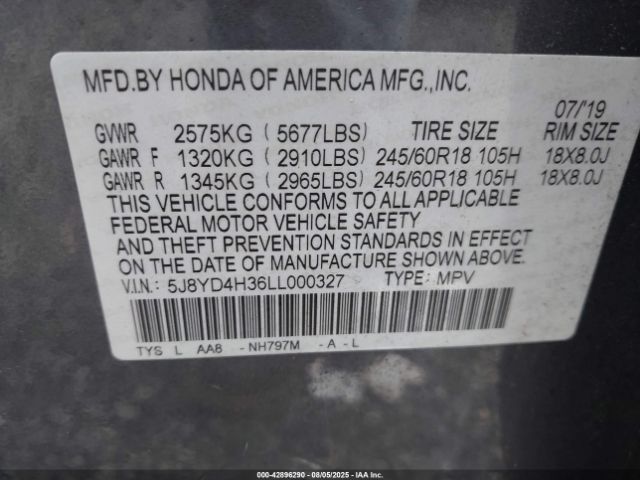 MFD.BY HONDA OF AMERICA MFG.,INC.
07/'19
GVWR 2575KG ( 5677LBS) TIRE SIZE RIM SIZE
GAWR F 1320KG ( 2910LBS) 245/60R18 105H 18X8.0J
GAWR R 1345KG ( 2965LBS) 245/60R18 105H 18X8.0J
THIS VEHICLE CONFORMS TO ALL APPLICABLE
FEDERAL MOTOR VEHICLE SAFETY
AND THEFT PREVENTION STANDARDS IN EFFECT
ON THE DATE OF MANUFACTURE SHOWN ABOVE.
V.I.N.: 5J8YD4H36LL000327 TYPE: MPV
TYS L AA8 -NH797M -A-L
000-42896290 - 08/05/2025 - IAAI.COM